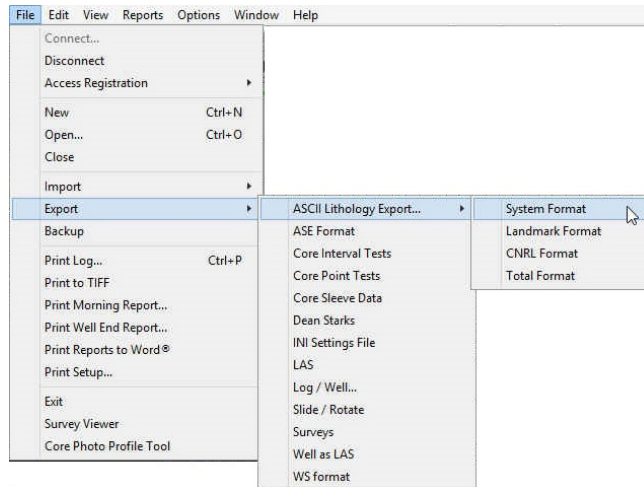 File Edit View Reports Options Window Help
Connect...
Disconnect
Access Registration
New Ctrl+N
Open... Ctrl+O
Close
Import
Export
Backup
Print Log... Ctrl+P
Print to TIFF
Print Morning Report...
Print Well End Report...
Print Reports to Word®
Print Setup...
Exit
Survey Viewer
Core Photo Profile Tool
ASCII Lithology Export...
ASE Format
Core Interval Tests
Core Point Tests
Core Sleeve Data
Dean Starks
INI Settings File
LAS
Log / Well...
Slide / Rotate
Surveys
Well as LAS
WS format
System Format
Landmark Format
CNRL Format
Total Format